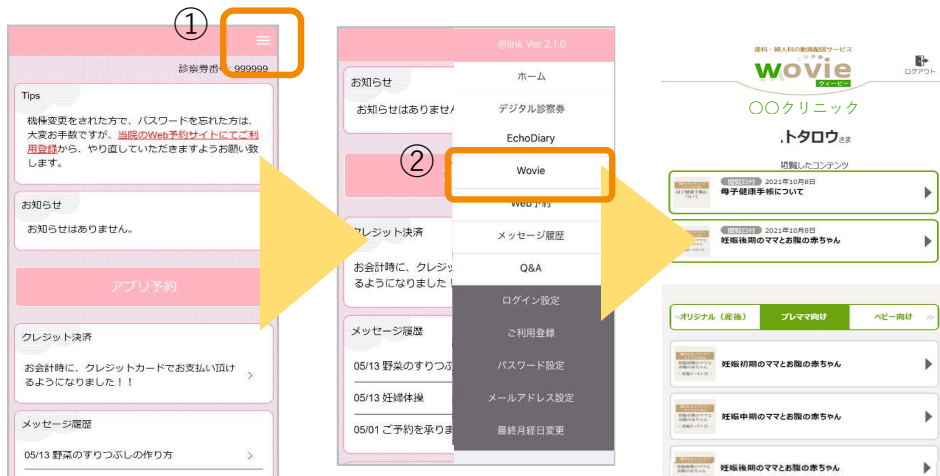 ①
診察券番号: 999999
Tips
機種変更をされた方で、パスワードを忘れた方は、
大変お手数ですが、当院のWeb予約サイトにてご利
用登録から、やり直していただきますようお願い致
します。
お知らせ
お知らせはありません。
アプリ予約
クレジット決済
お会計時に、クレジットカードでお支払い頂け
るようになりました！！
メッセージ履歴
05/13 野菜のすりつぶしの作り方
②
お知らせ
お知らせはありませ
クレジット決済
お会計時に、クレジッ
るようになりました！
メッセージ履歴
05/13 野菜のすりつぶ
05/13 妊婦体操
05/01 ご予約を承りま
@link Ver 2.1.0
ホーム
デジタル診察券
EchoDiary
Wovie
Web予約
メッセージ履歴
Q&A
ログイン設定
ご利用登録
パスワード設定
メールアドレス設定
最終月経日変更
産科・婦人科の動画配信サービス
wovie
ウィービー
ログアウト
〇〇クリニック
トタロウさま
閲覧したコンテンツ
閲覧日付 2021年10月8日
母子健康手帳について
閲覧日付 2021年10月8日
妊娠後期のママとお腹の赤ちゃん
オリジナル（産後） プレママ向け ベビー向け
妊娠初期のママとお腹の赤ちゃん
妊娠中期のママとお腹の赤ちゃん
妊娠後期のママとお腹の赤ちゃん